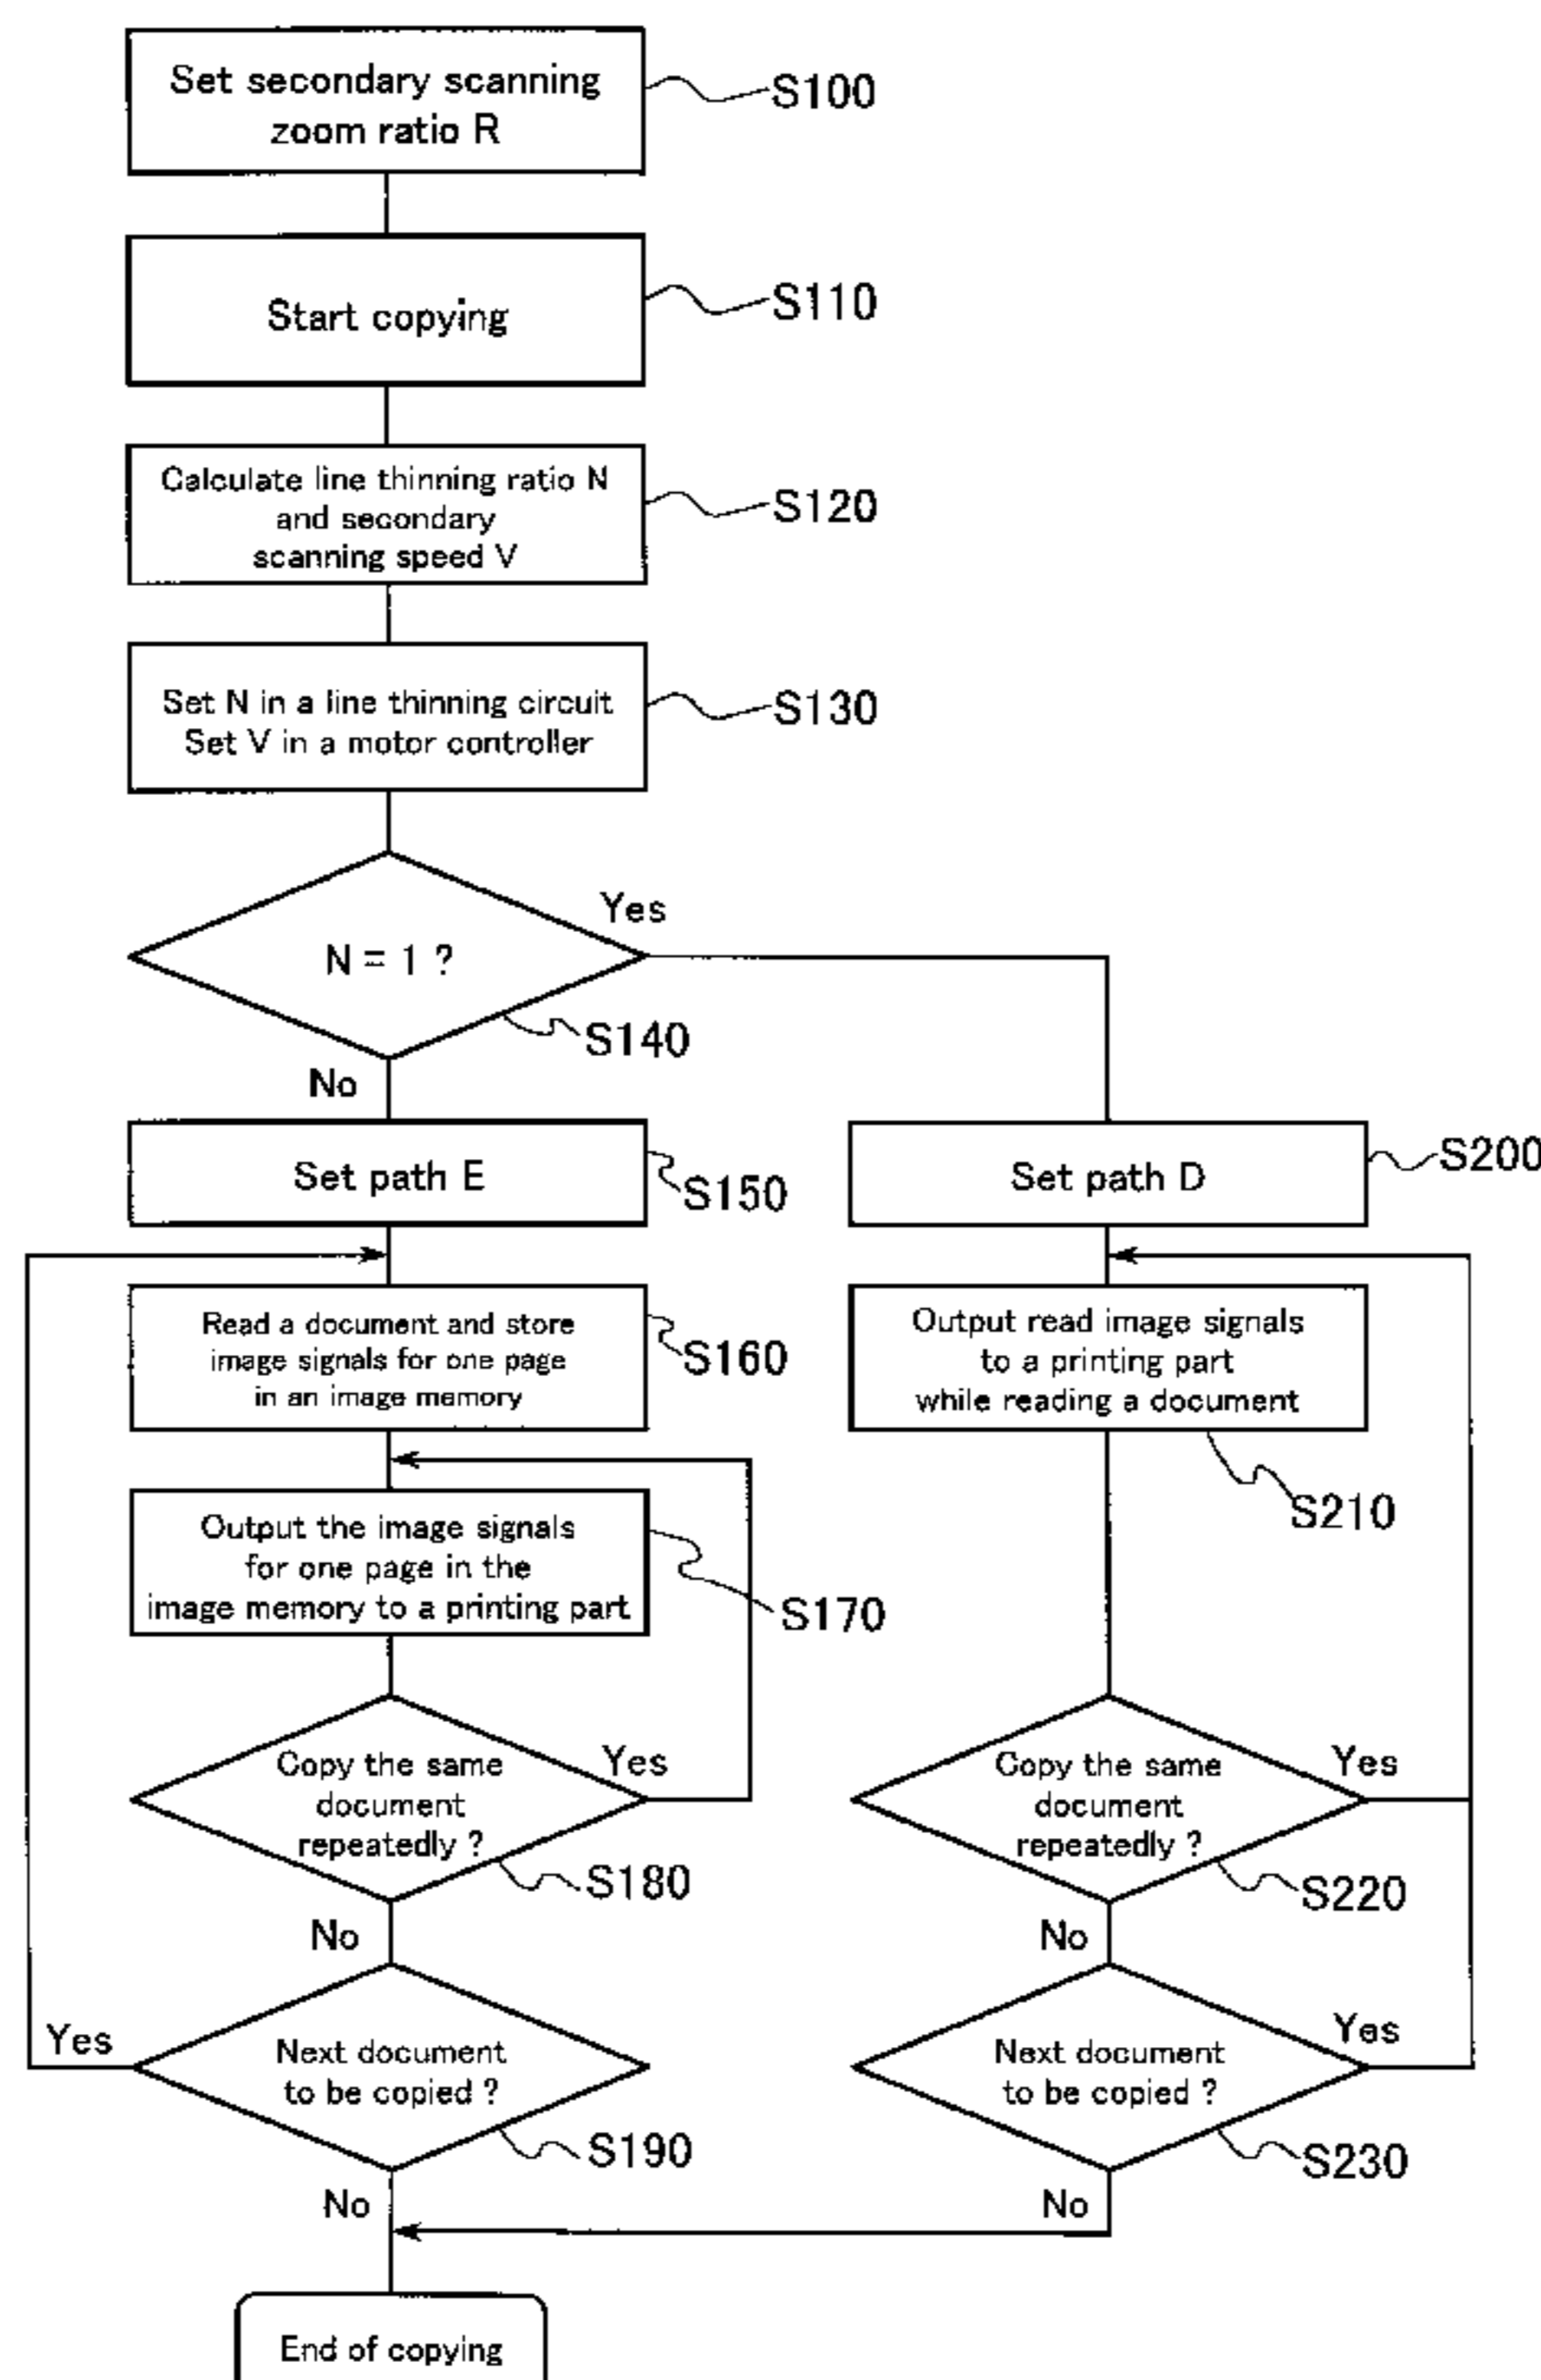 Set secondary scanning
zoom ratio R
S100
Start copying
S110
Calculate line thinning ratio N
and secondary
scanning speed V
S120
Set N in a line thinning circuit
Set V in a motor controller
S130
Yes
N = 1 ?
S140
No
Set path E
S150
Set path D
S200
Read a document and store
image signals for one page
in an image memory
S160
Output read image signals
to a printing part
while reading a document
S210
Output the image signals
for one page in the
image memory to a printing part
S170
Copy the same
document
repeatedly ?
Yes
S180
No
Copy the same
document
repeatedly ?
Yes
S220
No
Yes
Next document
to be copied ?
S190
No
Next document
to be copied ?
Yes
S230
No
End of copying